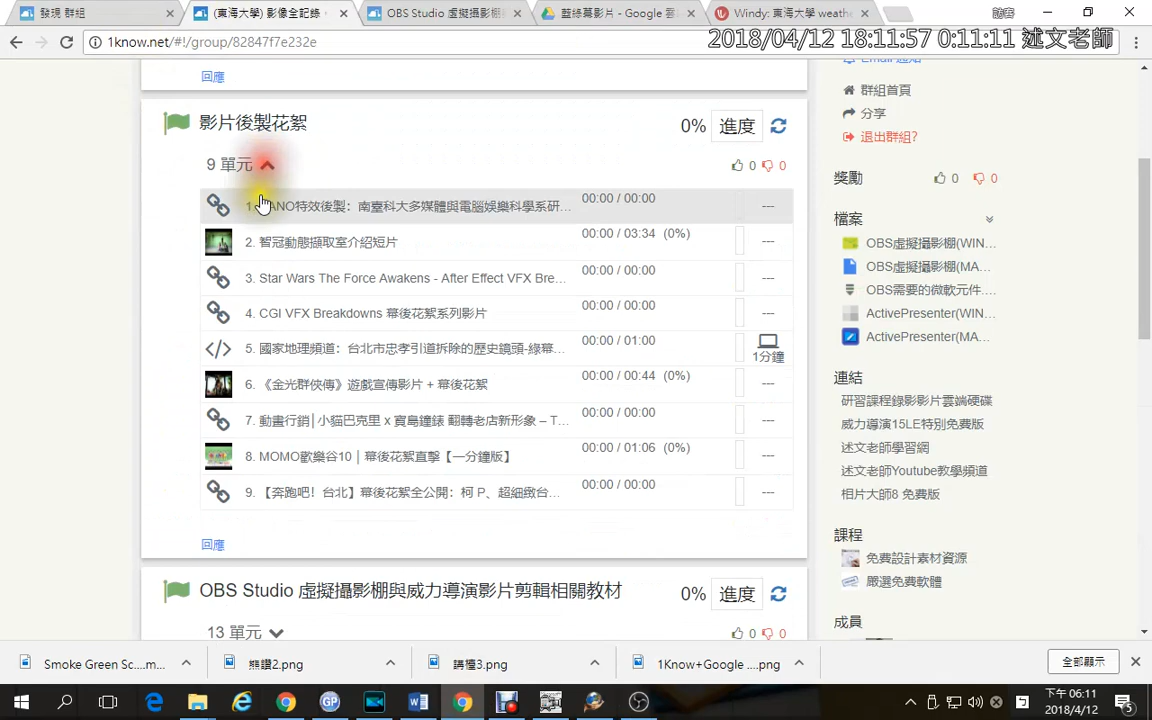 發現 群組
(東海大學) 影像全記錄
OBS Studio 虛擬攝影棚
藍綠幕影片 - Google 雲
Windy: 東海大學 weathe
訪客
1know.net/#!/group/82847f7e232e
2018/04/12 18:11:57 0:11:11 述文老師
回應
影片後製花絮
0% 進度
9 單元
0 0
1. ANO特效後製：南臺科大多媒體與電腦娛樂科學系研...
00:00 / 00:00
---
2. 智冠動態擷取室介紹短片
00:00 / 03:34 (0%)
---
3. Star Wars The Force Awakens - After Effect VFX Bre...
00:00 / 00:00
---
4. CGI VFX Breakdowns 幕後花絮系列影片
00:00 / 00:00
---
5. 國家地理頻道：台北市忠孝引道拆除的歷史鏡頭-綠幕...
00:00 / 01:00
1分鐘
6. 《金光群俠傳》遊戲宣傳影片 + 幕後花絮
00:00 / 00:44 (0%)
---
7. 動畫行銷│小貓巴克里 x 寶島鐘錶 翻轉老店新形象 – T...
00:00 / 00:00
---
8. MOMO歡樂谷10｜幕後花絮直擊【一分鐘版】
00:00 / 01:06 (0%)
---
9. 【奔跑吧！台北】幕後花絮全公開：柯 P、超細緻台...
00:00 / 00:00
---
回應
OBS Studio 虛擬攝影棚與威力導演影片剪輯相關教材
0% 進度
13 單元
0 0
Email 通知
群組首頁
分享
退出群組?
獎勵 0 0
檔案
OBS虛擬攝影棚(WIN...
OBS虛擬攝影棚(MA...
OBS需要的微軟元件....
ActivePresenter(WIN...
ActivePresenter(MA...
連結
研習課程錄影影片雲端硬碟
威力導演15LE特別免費版
述文老師學習網
述文老師Youtube教學頻道
相片大師8 免費版
課程
免費設計素材資源
嚴選免費軟體
成員
Smoke Green Sc....m...
熊讚2.png
講檯3.png
1Know+Google ....png
全部顯示
下午 06:11
2018/4/12
5